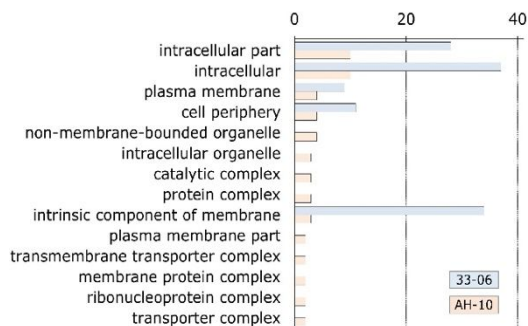 0 20 40
intracellular part
intracellular
plasma membrane
cell periphery
non-membrane-bounded organelle
intracellular organelle
catalytic complex
protein complex
intrinsic component of membrane
plasma membrane part
transmembrane transporter complex
membrane protein complex
ribonucleoprotein complex
transporter complex
33-06
AH-10